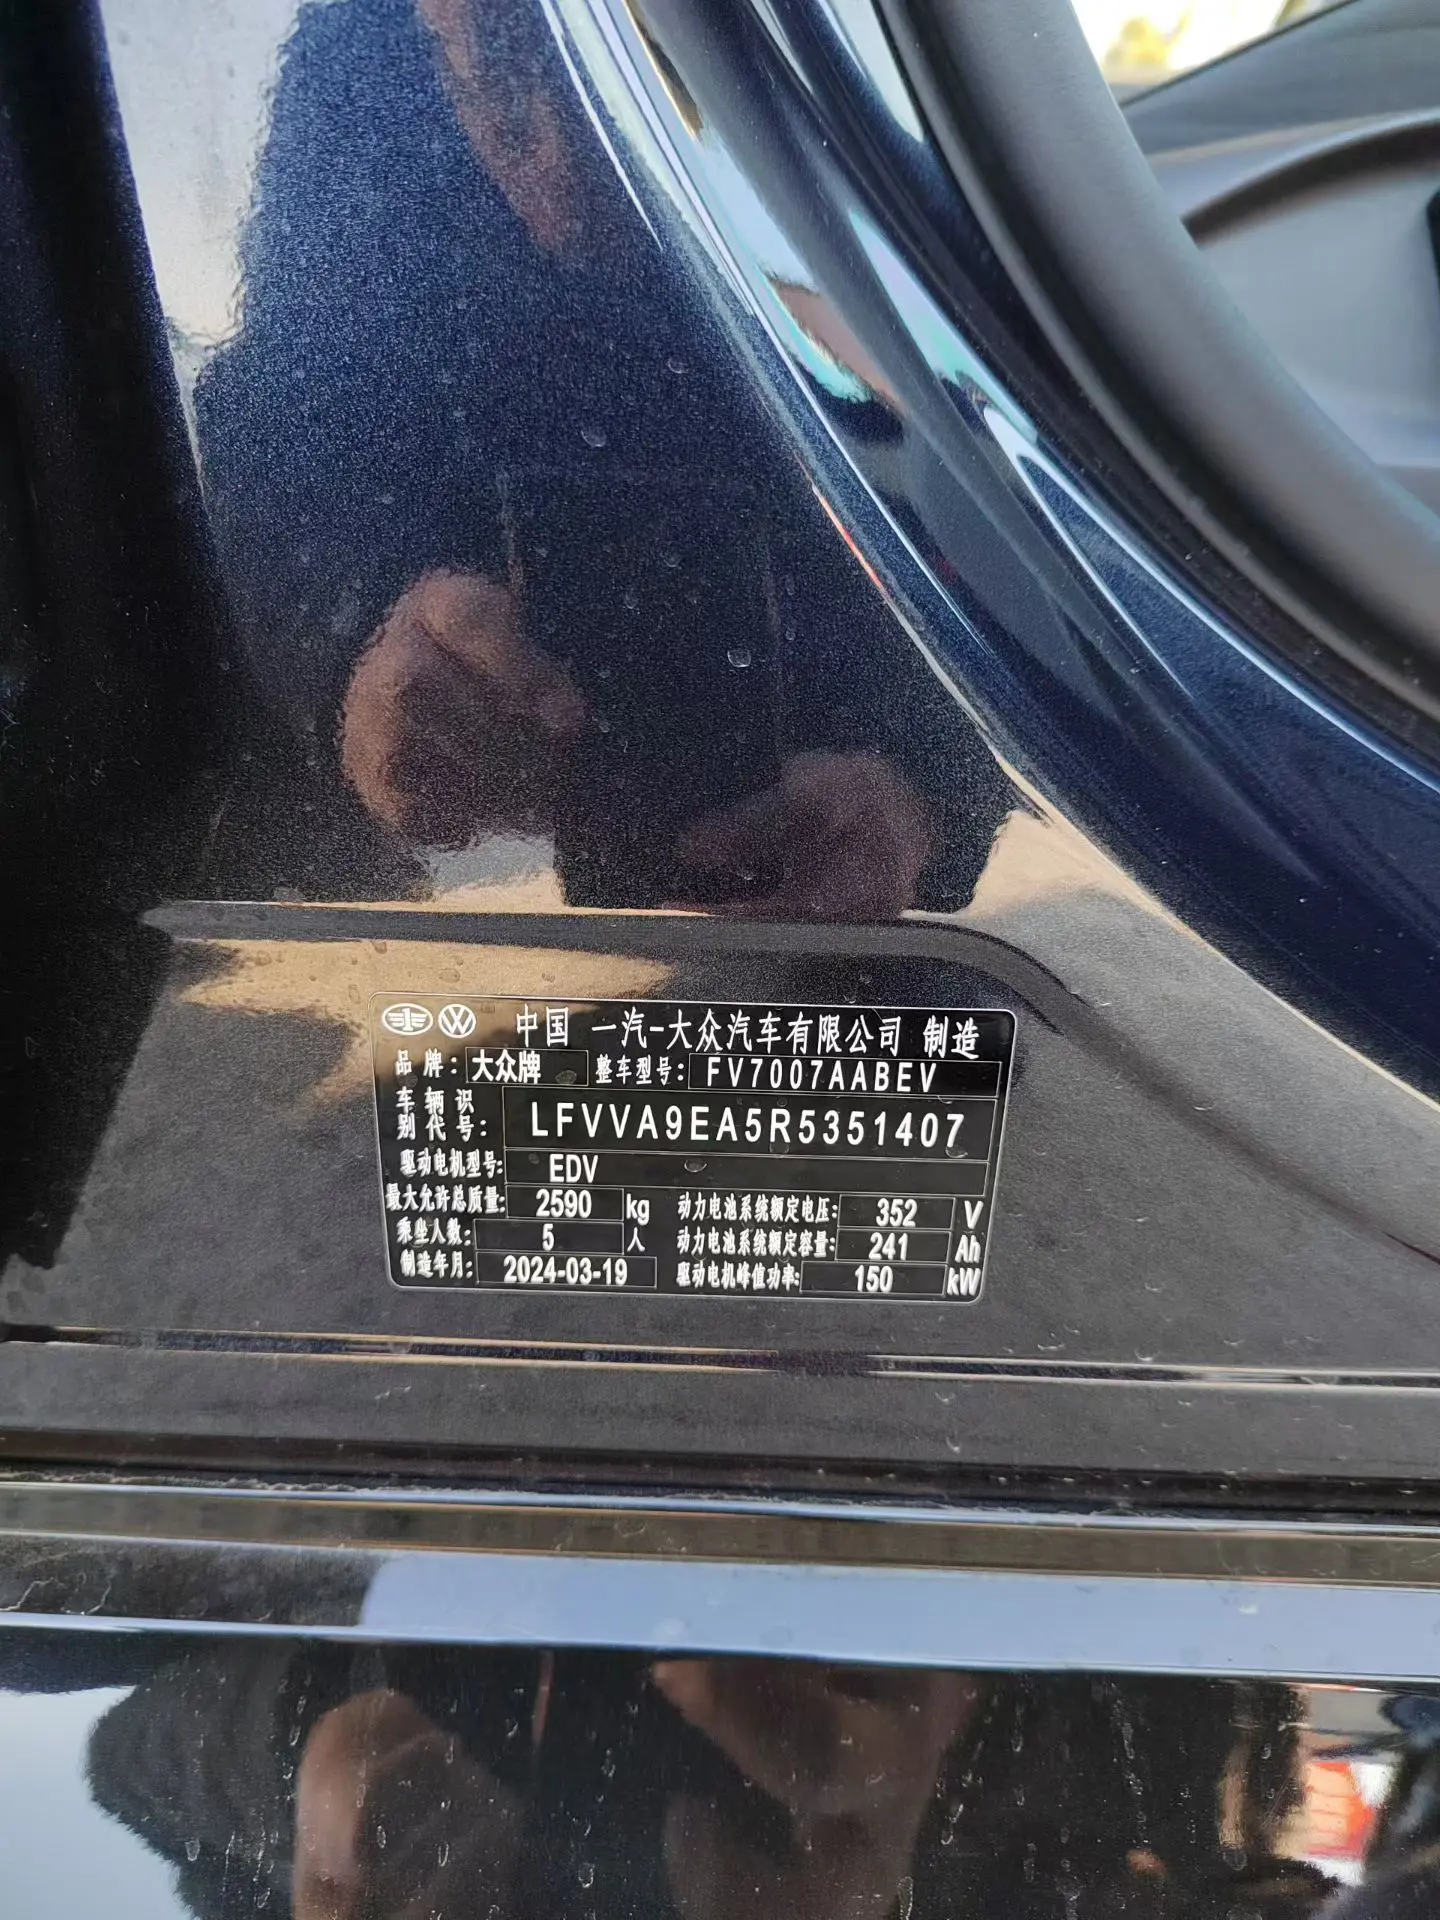 中国 一汽-大众汽车有限公司 制造
品牌: 大众牌 整车型号: FV7007AABEV
车辆识别代号: LFVVA9EA5R5351407
驱动电机型号: EDV
最大允许总质量: 2590 kg 动力电池系统额定电压: 352 V
乘坐人数: 5 人 动力电池系统额定容量: 241 Ah
制造年月: 2024-03-19 驱动电机峰值功率: 150 kW